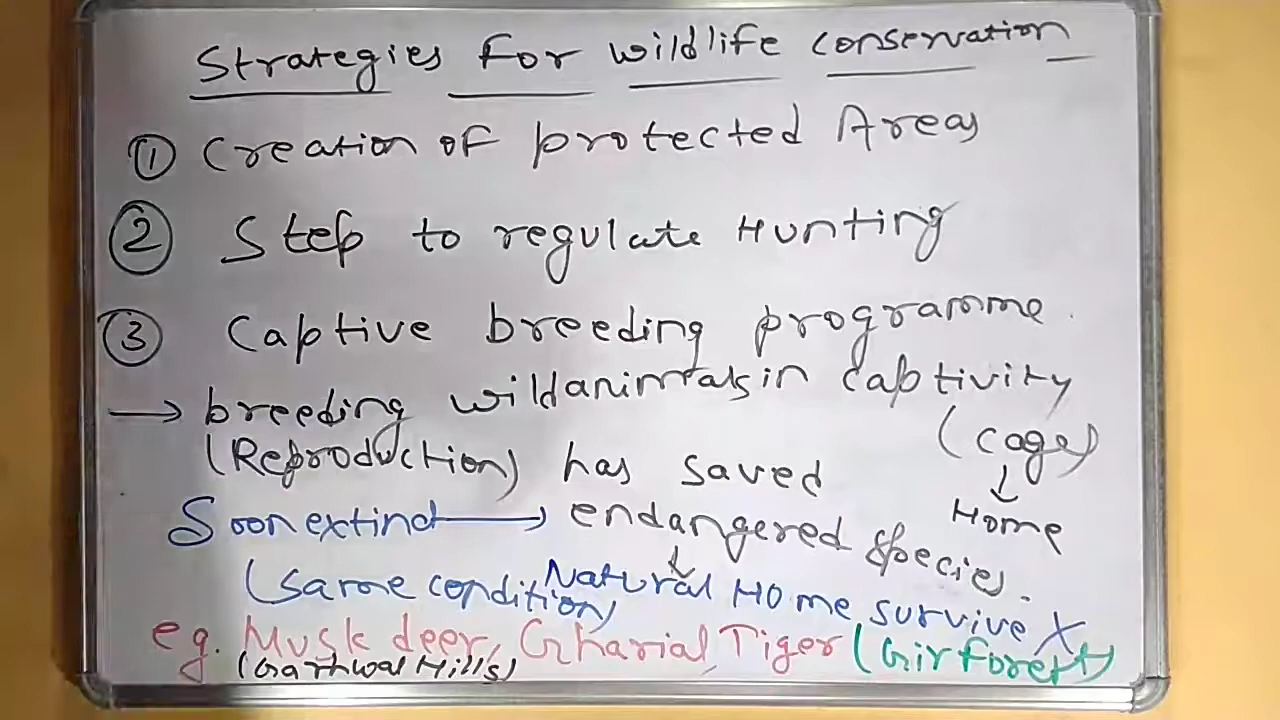 Strategies for wildlife conservation
① Creation of protected Areas
② Step to regulate Hunting
③ Captive breeding programme.
→ breeding wildanimals in captivity
(Reproduction) has saved (cage)
↓
Soon extinct → endangered species. Home
↓
(same condition) Natural Home survive X
eg. Musk deer, Gharial, Tiger (Gir forest)
(Garhwal Hills)